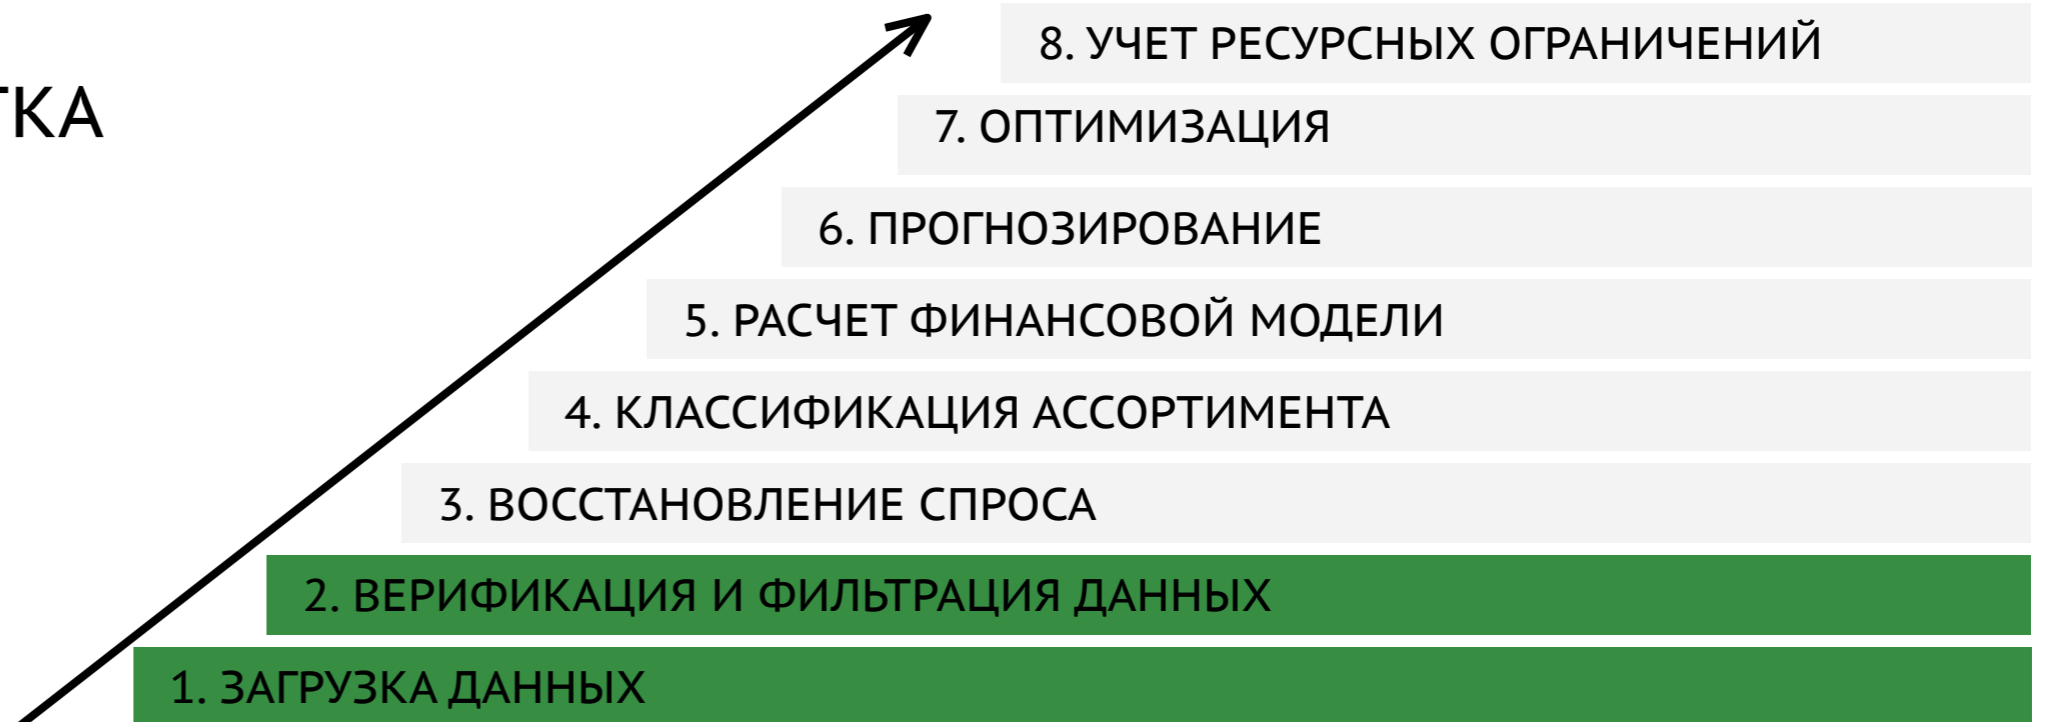 8. УЧЕТ РЕСУРСНЫХ ОГРАНИЧЕНИЙ
ТКА
7. ОПТИМИЗАЦИЯ
6. ПРОГНОЗИРОВАНИЕ
5. РАСЧЕТ ФИНАНСОВОЙ МОДЕЛИ
4. КЛАССИФИКАЦИЯ АССОРТИМЕНТА
3. ВОССТАНОВЛЕНИЕ СПРОСА
2. ВЕРИФИКАЦИЯ И ФИЛЬТРАЦИЯ ДАННЫХ
1. ЗАГРУЗКА ДАННЫХ